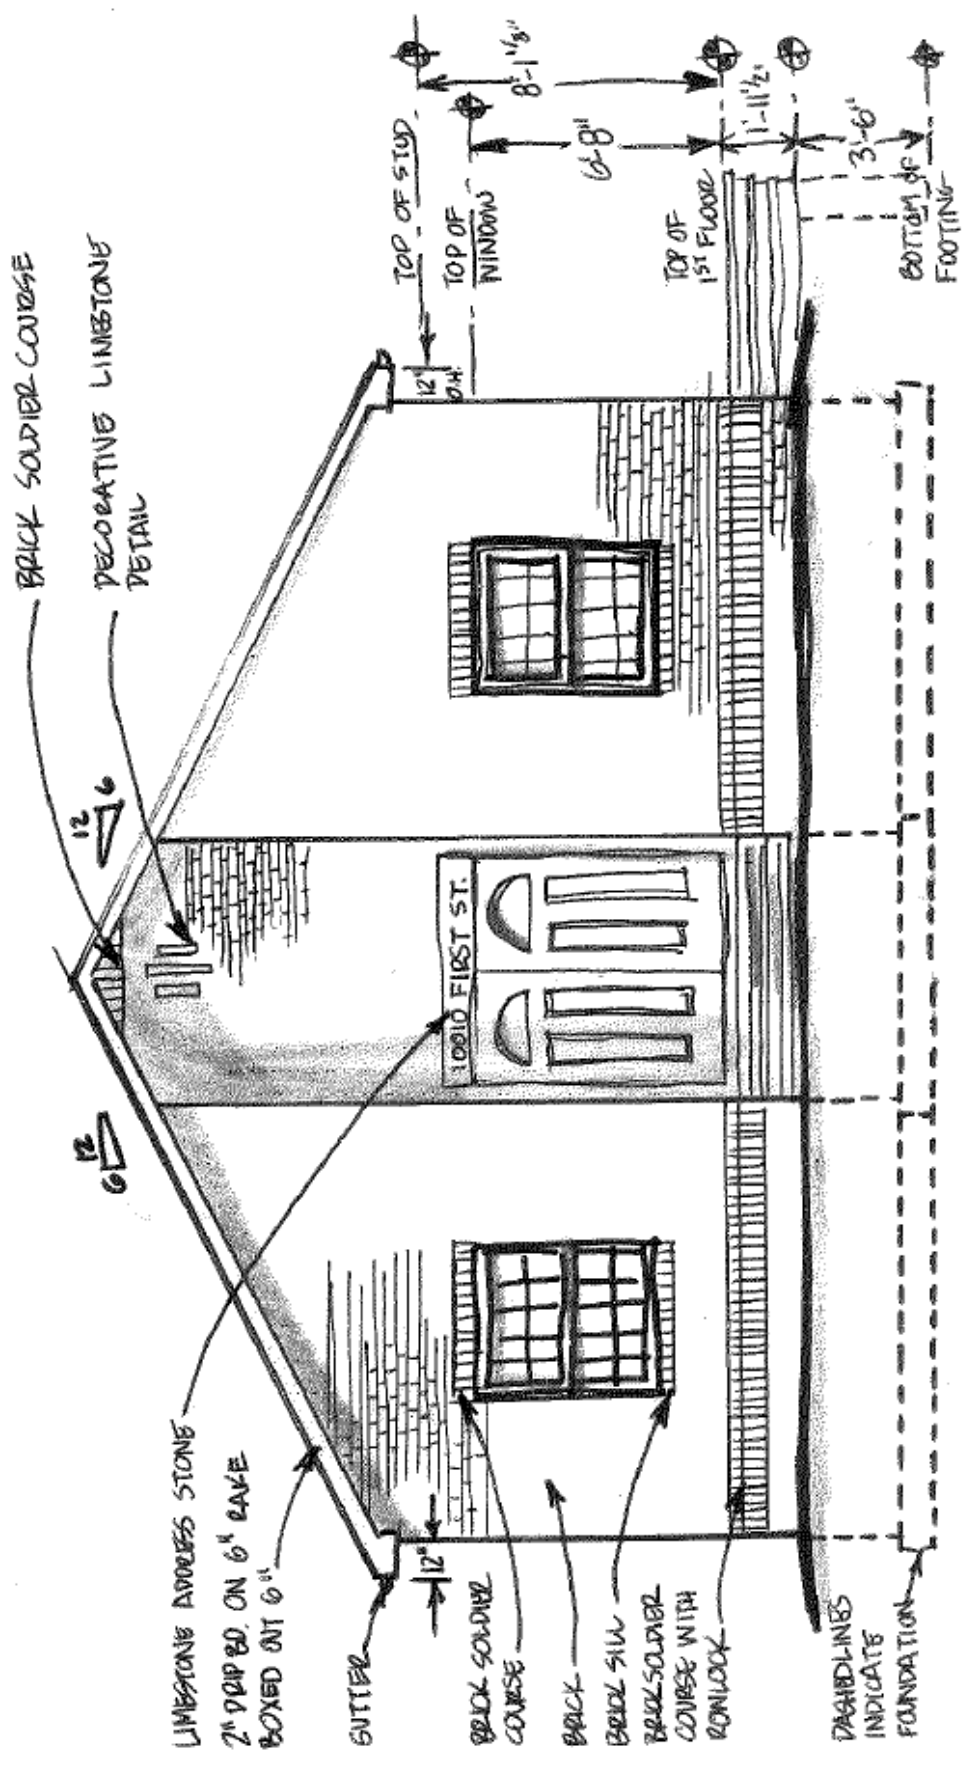 BRICK SOLDIER COURSE
DECORATIVE LIMESTONE
DETAIL
12
6
12
6
LIMESTONE ADDRESS STONE
2" DRIP BD. ON 6" RAKE
BOXED OUT 6"
GUTTER
12"
BRICK SOLDIER
COURSE
BRICK
BRICK SILL
BRICK SOLDIER
COURSE WITH
ROWLOCK
DASHED LINES
INDICATE
FOUNDATION
10010 FIRST ST.
12"
O.H.
TOP OF STUD
TOP OF
WINDOW
TOP OF
1ST FLOOR
BOTTOM OF
FOOTING
8'-1 1/8"
6'-8"
1'-11 1/2"
3'-6"